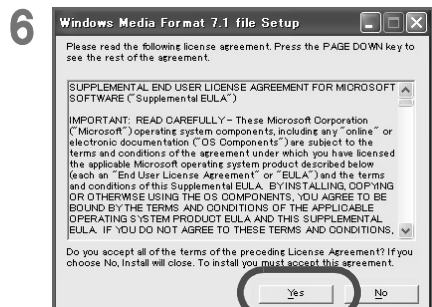 6
Windows Media Format 7.1 file Setup
Please read the following license agreement. Press the PAGE DOWN key to
see the rest of the agreement.
SUPPLEMENTAL END USER LICENSE AGREEMENT FOR MICROSOFT
SOFTWARE ("Supplemental EULA")
IMPORTANT: READ CAREFULLY- These Microsoft Corporation
("Microsoft") operating system components, including any "online" or
electronic documentation ("OS Components") are subject to the
terms and conditions of the agreement under which you have licensed
the applicable Microsoft operating system product described below
(each an "End User License Agreement" or "EULA") and the terms
and conditions of this Supplemental EULA. BY INSTALLING, COPYING
OR OTHERWISE USING THE OS COMPONENTS, YOU AGREE TO BE
BOUND BY THE TERMS AND CONDITIONS OF THE APPLICABLE
OPERATING SYSTEM PRODUCT EULA AND THIS SUPPLEMENTAL
EULA. IF YOU DO NOT AGREE TO THESE TERMS AND CONDITIONS,
Do you accept all of the terms of the preceding License Agreement? If you
choose No, Install will close. To install you must accept this agreement.
Yes No